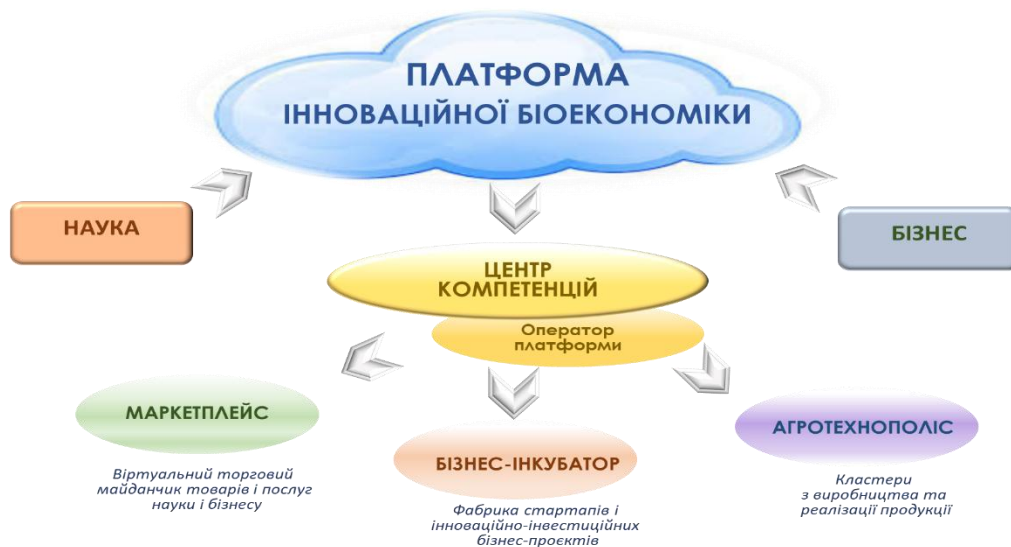 ПЛАТФОРМА
ІННОВАЦІЙНОЇ БІОЕКОНОМІКИ
НАУКА
БІЗНЕС
ЦЕНТР
КОМПЕТЕНЦІЙ
Оператор
платформи
МАРКЕТПЛЕЙС
Віртуальний торговий
майданчик товарів і послуг
науки і бізнесу
БІЗНЕС-ІНКУБАТОР
Фабрика стартапів і
інноваційно-інвестиційних
бізнес-проєктів
АГРОТЕХНОПОЛІС
Кластери
з виробництва та
реалізації продукції